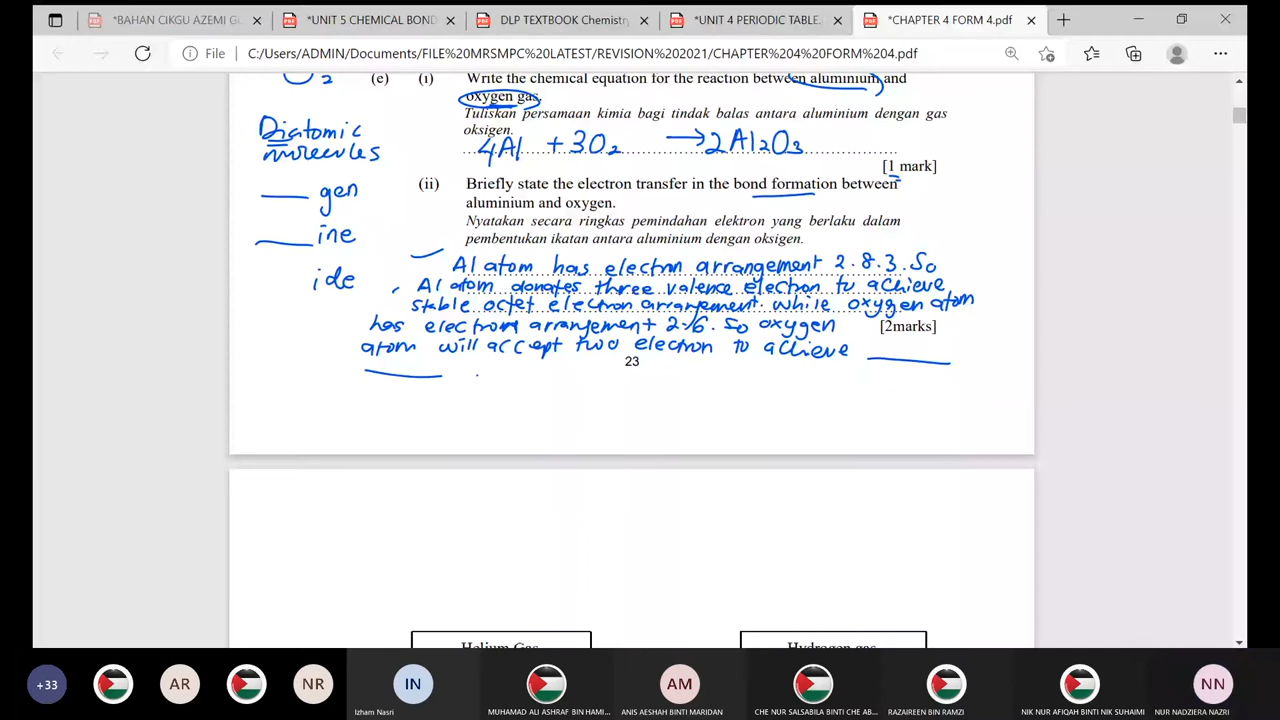 *BAHAN CIKGU AZEMI G
*UNIT 5 CHEMICAL BOND
DLP TEXTBOOK Chemistry
*UNIT 4 PERIODIC TABLE.
*CHAPTER 4 FORM 4.pdf
File
C:/Users/ADMIN/Documents/FILE%20MRSMPC%20LATEST/REVISION%202021/CHAPTER%204%20FORM%204.pdf
2
(e) (i) Write the chemical equation for the reaction between aluminium and
oxygen gas.
Tuliskan persamaan kimia bagi tindak balas antara aluminium dengan gas
oksigen.
Diatomic
molecules
4Al + 3O₂ → 2Al₂O₃
[1 mark]
(ii) Briefly state the electron transfer in the bond formation between
aluminium and oxygen.
____ gen
Nyatakan secara ringkas pemindahan elektron yang berlaku dalam
pembentukan ikatan antara aluminium dengan oksigen.
____ ine
ide
Al atom has electron arrangement 2.8.3. So
Al atom donates three valence electron to achieve
stable octet electron arrangement. While oxygen atom
has electron arrangement 2.6. So oxygen
[2marks]
atom will accept two electron to achieve ____
23
Helium Gas
Hydrogen gas
+33
AR
NR
IN
AM
NN
Izham Nasri
MUHAMAD ALI ASHRAF BIN HAMI...
ANIS AESHAH BINTI MARIDAN
CHE NUR SALSABILA BINTI CHE AB...
RAZAIREEN BIN RAMZI
NIK NUR AFIQAH BINTI NIK SUHAIMI
NUR NADZIERA NAZRI